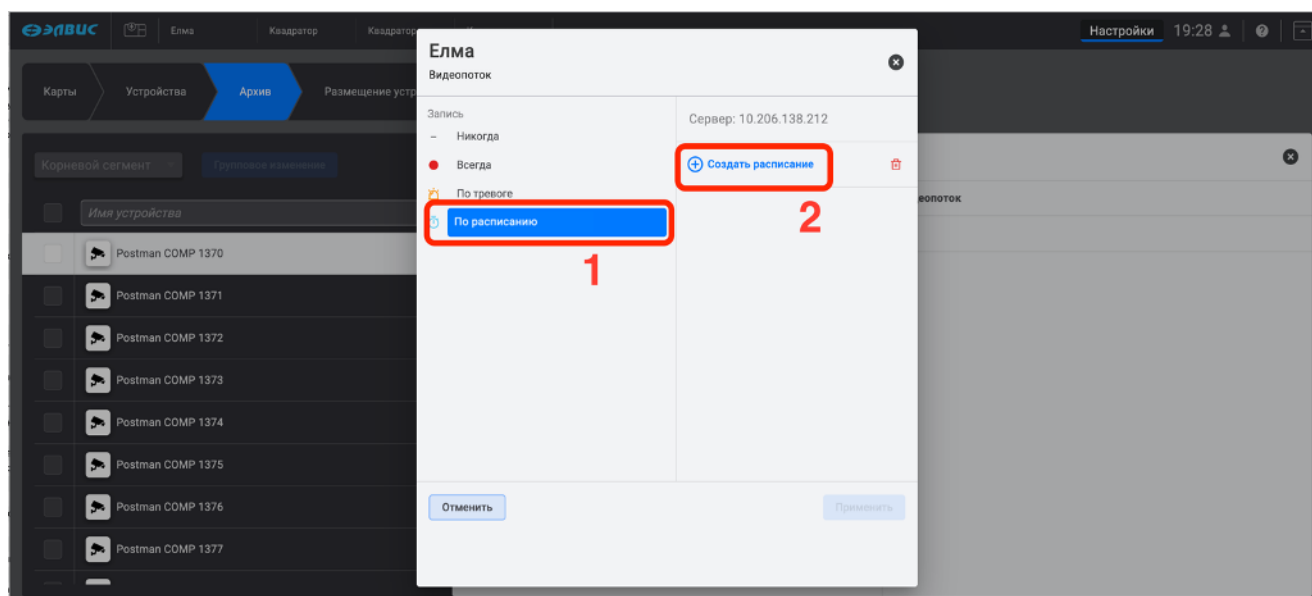 ЭЛВИС Елма Квадратор Квадратор Настройки 19:28
Карты Устройства Архив Размещение устр
Корневой сегмент Групповое изменение
Имя устройства
Postman COMP 1370
Postman COMP 1371
Postman COMP 1372
Postman COMP 1373
Postman COMP 1374
Postman COMP 1375
Postman COMP 1376
Postman COMP 1377
Елма
Видеопоток
Запись
Никогда
Всегда
По тревоге
По расписанию
1
Сервер: 10.206.138.212
Создать расписание
2
Отменить
Применить
еопоток